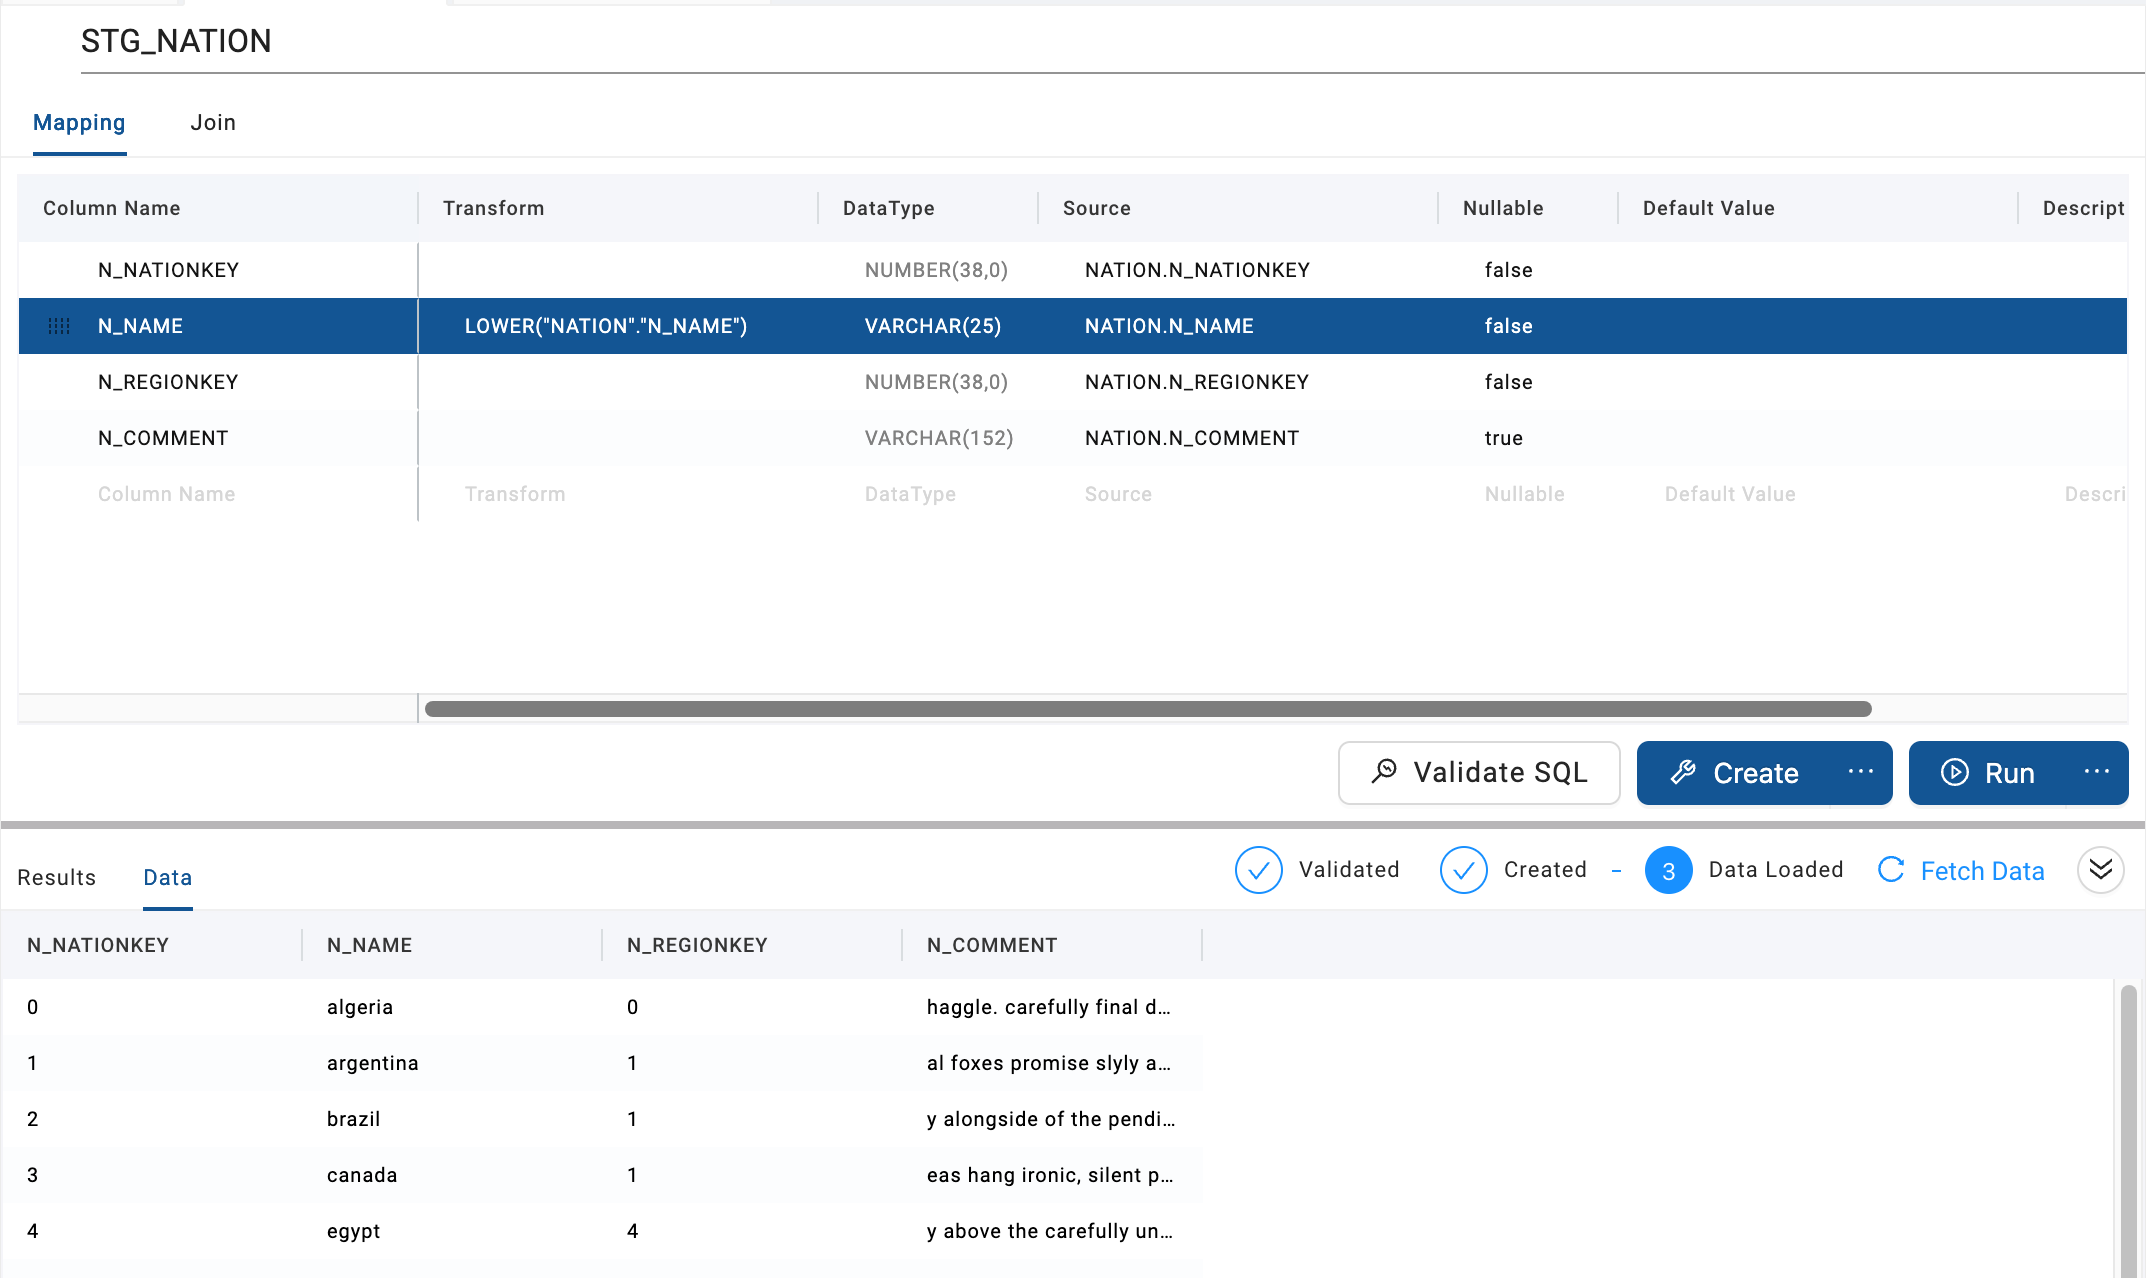 STG_NATION
Mapping Join
Column Name Transform DataType Source Nullable Default Value Descript
N_NATIONKEY NUMBER(38,0) NATION.N_NATIONKEY false
N_NAME LOWER("NATION"."N_NAME") VARCHAR(25) NATION.N_NAME false
N_REGIONKEY NUMBER(38,0) NATION.N_REGIONKEY false
N_COMMENT VARCHAR(152) NATION.N_COMMENT true
Column Name Transform DataType Source Nullable Default Value Descri
Validate SQL Create ... Run ...
Results Data Validated Created - 3 Data Loaded Fetch Data
N_NATIONKEY N_NAME N_REGIONKEY N_COMMENT
0 algeria 0 haggle. carefully final d...
1 argentina 1 al foxes promise slyly a...
2 brazil 1 y alongside of the pendi...
3 canada 1 eas hang ironic, silent p...
4 egypt 4 y above the carefully un...